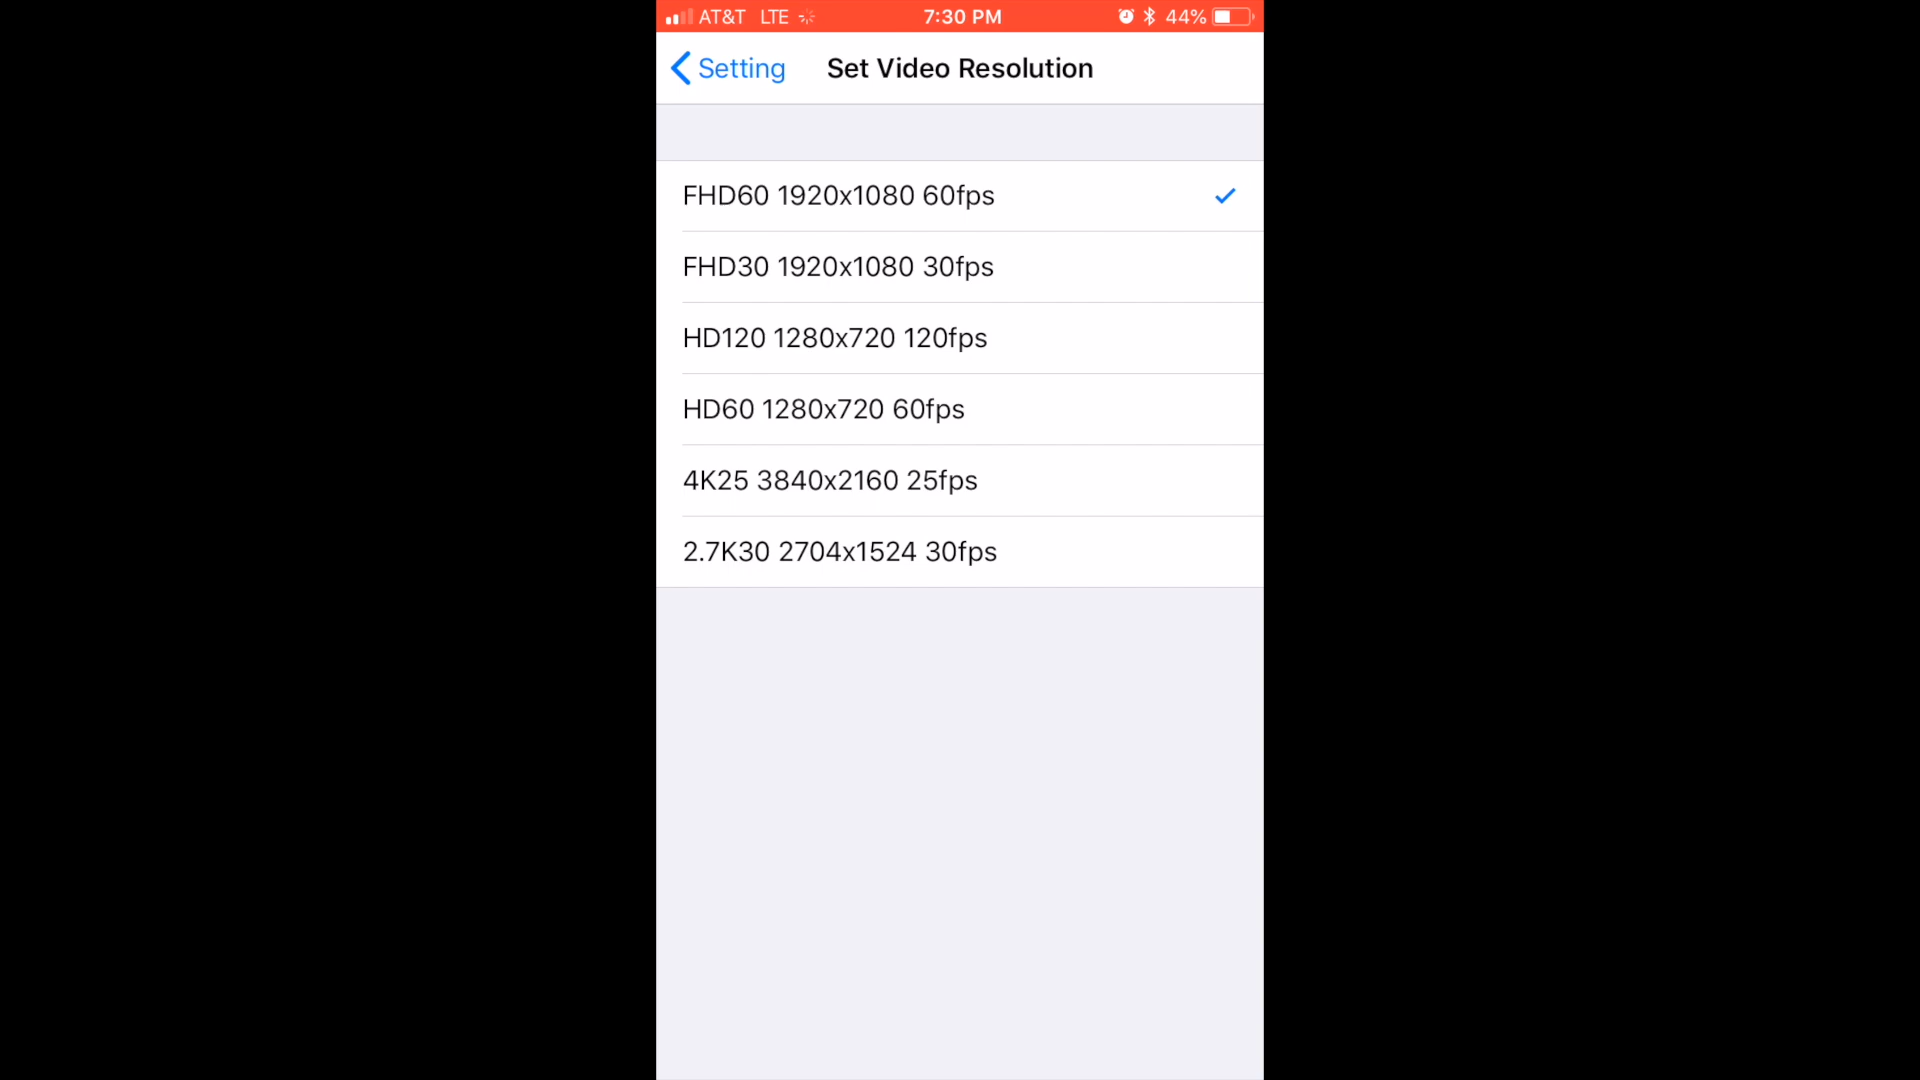 AT&T LTE 7:30 PM 44%
Setting Set Video Resolution
FHD60 1920x1080 60fps
FHD30 1920x1080 30fps
HD120 1280x720 120fps
HD60 1280x720 60fps
4K25 3840x2160 25fps
2.7K30 2704x1524 30fps